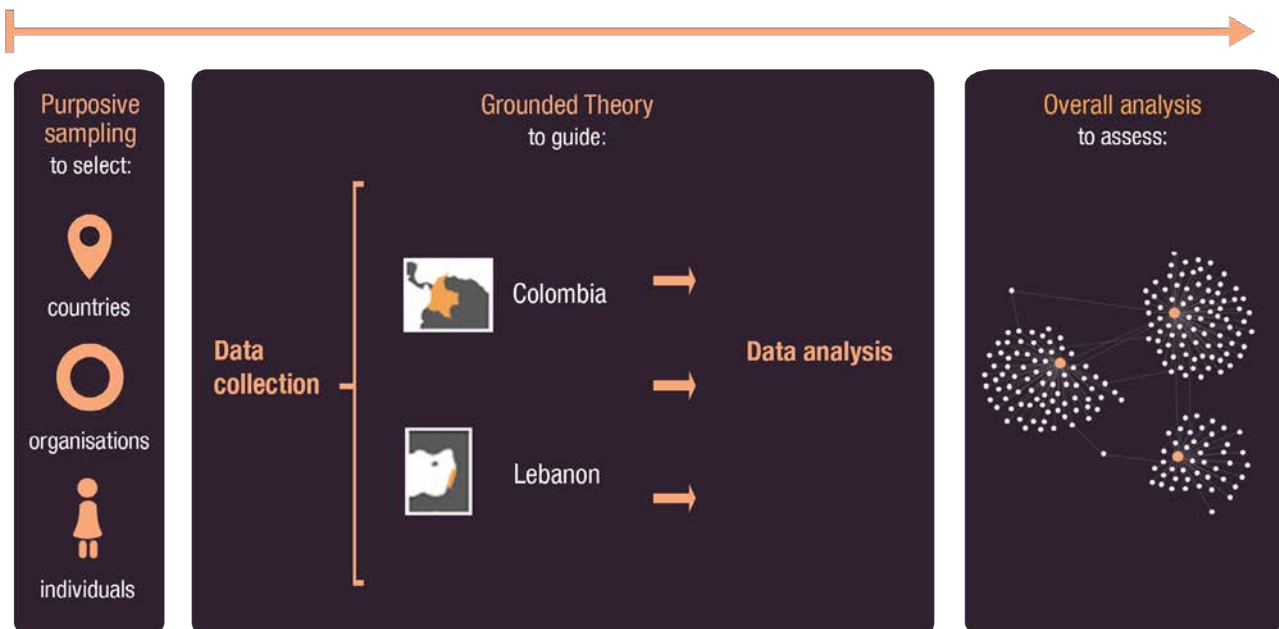 Purposive
sampling
to select:
countries
organisations
individuals
Grounded Theory
to guide:
Data
collection
Colombia
Lebanon
Data analysis
Overall analysis
to assess: